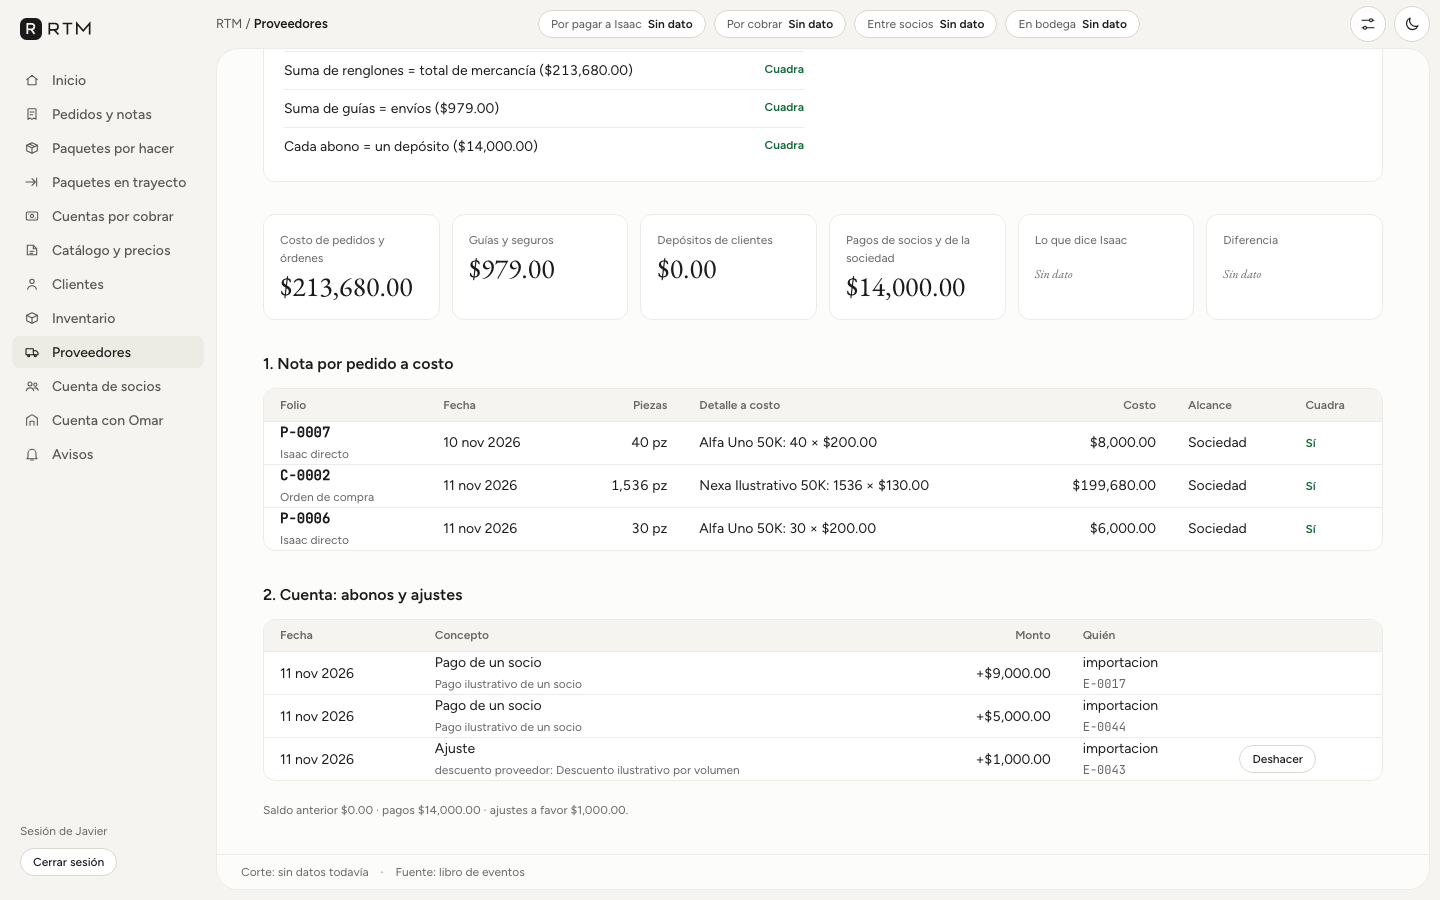 R RTM
RTM / Proveedores
Por pagar a Isaac Sin dato
Por cobrar Sin dato
Entre socios Sin dato
En bodega Sin dato
Inicio
Pedidos y notas
Paquetes por hacer
Paquetes en trayecto
Cuentas por cobrar
Catálogo y precios
Clientes
Inventario
Proveedores
Cuenta de socios
Cuenta con Omar
Avisos
Sesión de Javier
Cerrar sesión
Suma de renglones = total de mercancía ($213,680.00) Cuadra
Suma de guías = envíos ($979.00) Cuadra
Cada abono = un depósito ($14,000.00) Cuadra
Costo de pedidos y
órdenes
$213,680.00
Guías y seguros
$979.00
Depósitos de clientes
$0.00
Pagos de socios y de la
sociedad
$14,000.00
Lo que dice Isaac
Sin dato
Diferencia
Sin dato
1. Nota por pedido a costo
Folio Fecha Piezas Detalle a costo Costo Alcance Cuadra
P-0007
Isaac directo
10 nov 2026 40 pz Alfa Uno 50K: 40 × $200.00 $8,000.00 Sociedad Sí
C-0002
Orden de compra
11 nov 2026 1,536 pz Nexa Ilustrativo 50K: 1536 × $130.00 $199,680.00 Sociedad Sí
P-0006
Isaac directo
11 nov 2026 30 pz Alfa Uno 50K: 30 × $200.00 $6,000.00 Sociedad Sí
2. Cuenta: abonos y ajustes
Fecha Concepto Monto Quién
11 nov 2026 Pago de un socio +$9,000.00 importacion
Pago ilustrativo de un socio E-0017
11 nov 2026 Pago de un socio +$5,000.00 importacion
Pago ilustrativo de un socio E-0044
11 nov 2026 Ajuste +$1,000.00 importacion Deshacer
descuento proveedor: Descuento ilustrativo por volumen E-0043
Saldo anterior $0.00 · pagos $14,000.00 · ajustes a favor $1,000.00.
Corte: sin datos todavía · Fuente: libro de eventos